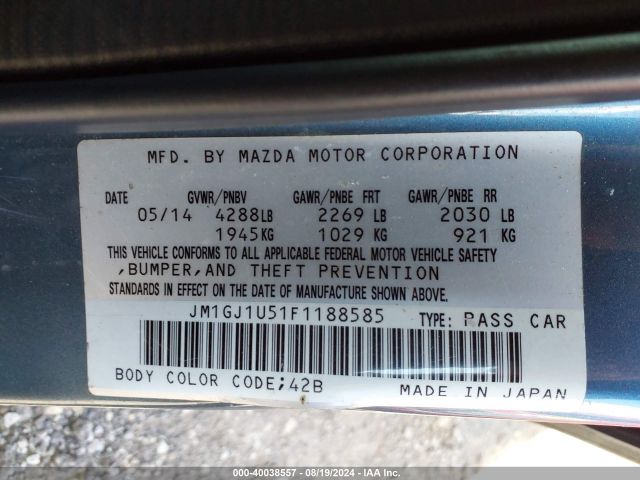 MFD. BY MAZDA MOTOR CORPORATION
DATE GVWR/PNBV GAWR/PNBE FRT GAWR/PNBE RR
05/14 4288LB 2269 LB 2030 LB
1945KG 1029 KG 921 KG
THIS VEHICLE CONFORMS TO ALL APPLICABLE FEDERAL MOTOR VEHICLE SAFETY
,BUMPER,AND THEFT PREVENTION
STANDARDS IN EFFECT ON THE DATE OF MANUFACTURE SHOWN ABOVE.
JM1GJ1U51F1188585 TYPE: PASS CAR
BODY COLOR CODE;42B MADE IN JAPAN
000-40038557 - 08/19/2024 - IAA Inc.